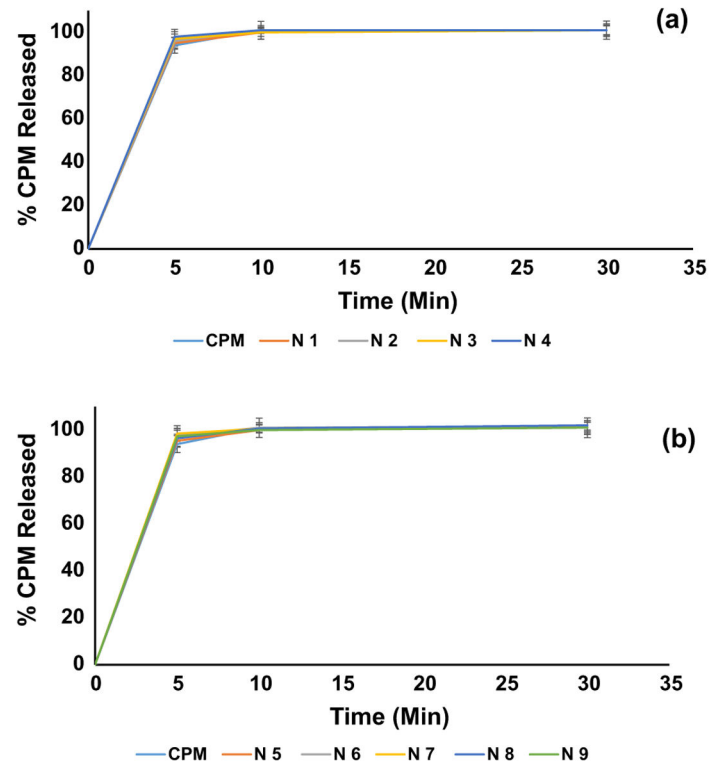 (a)
100
80
60
40
20
0
% CPM Released
0 5 10 15 20 25 30 35
Time (Min)
CPM N 1 N 2 N 3 N 4
(b)
100
80
60
40
20
0
% CPM Released
0 5 10 15 20 25 30 35
Time (Min)
CPM N 5 N 6 N 7 N 8 N 9